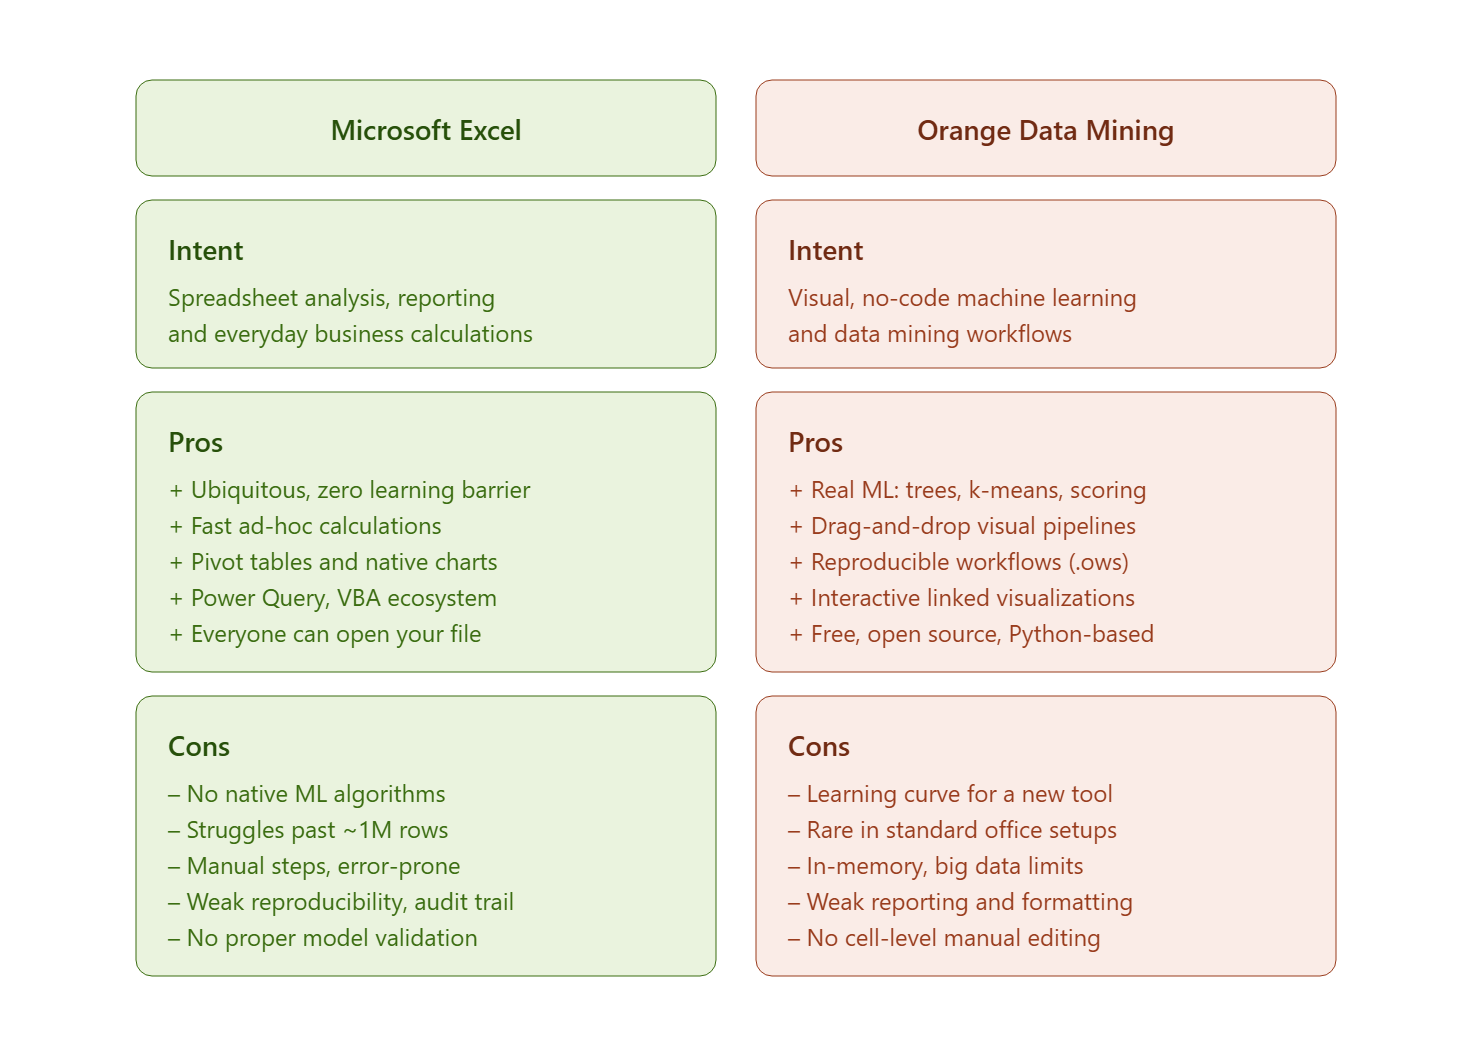 Microsoft Excel
Intent
Spreadsheet analysis, reporting
and everyday business calculations
Pros
+ Ubiquitous, zero learning barrier
+ Fast ad-hoc calculations
+ Pivot tables and native charts
+ Power Query, VBA ecosystem
+ Everyone can open your file
Cons
– No native ML algorithms
– Struggles past ~1M rows
– Manual steps, error-prone
– Weak reproducibility, audit trail
– No proper model validation
Orange Data Mining
Intent
Visual, no-code machine learning
and data mining workflows
Pros
+ Real ML: trees, k-means, scoring
+ Drag-and-drop visual pipelines
+ Reproducible workflows (.ows)
+ Interactive linked visualizations
+ Free, open source, Python-based
Cons
– Learning curve for a new tool
– Rare in standard office setups
– In-memory, big data limits
– Weak reporting and formatting
– No cell-level manual editing